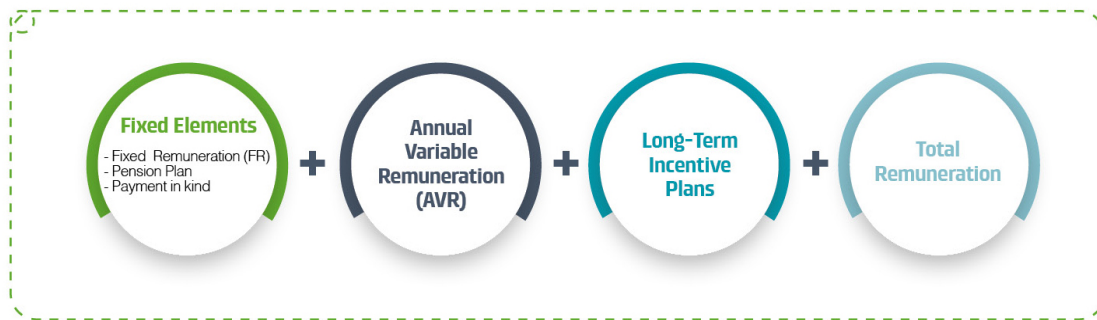 Fixed Elements
- Fixed Remuneration (FR)
- Pension Plan
- Payment in kind
+
Annual
Variable
Remuneration
(AVR)
+
Long-Term
Incentive
Plans
+
Total
Remuneration